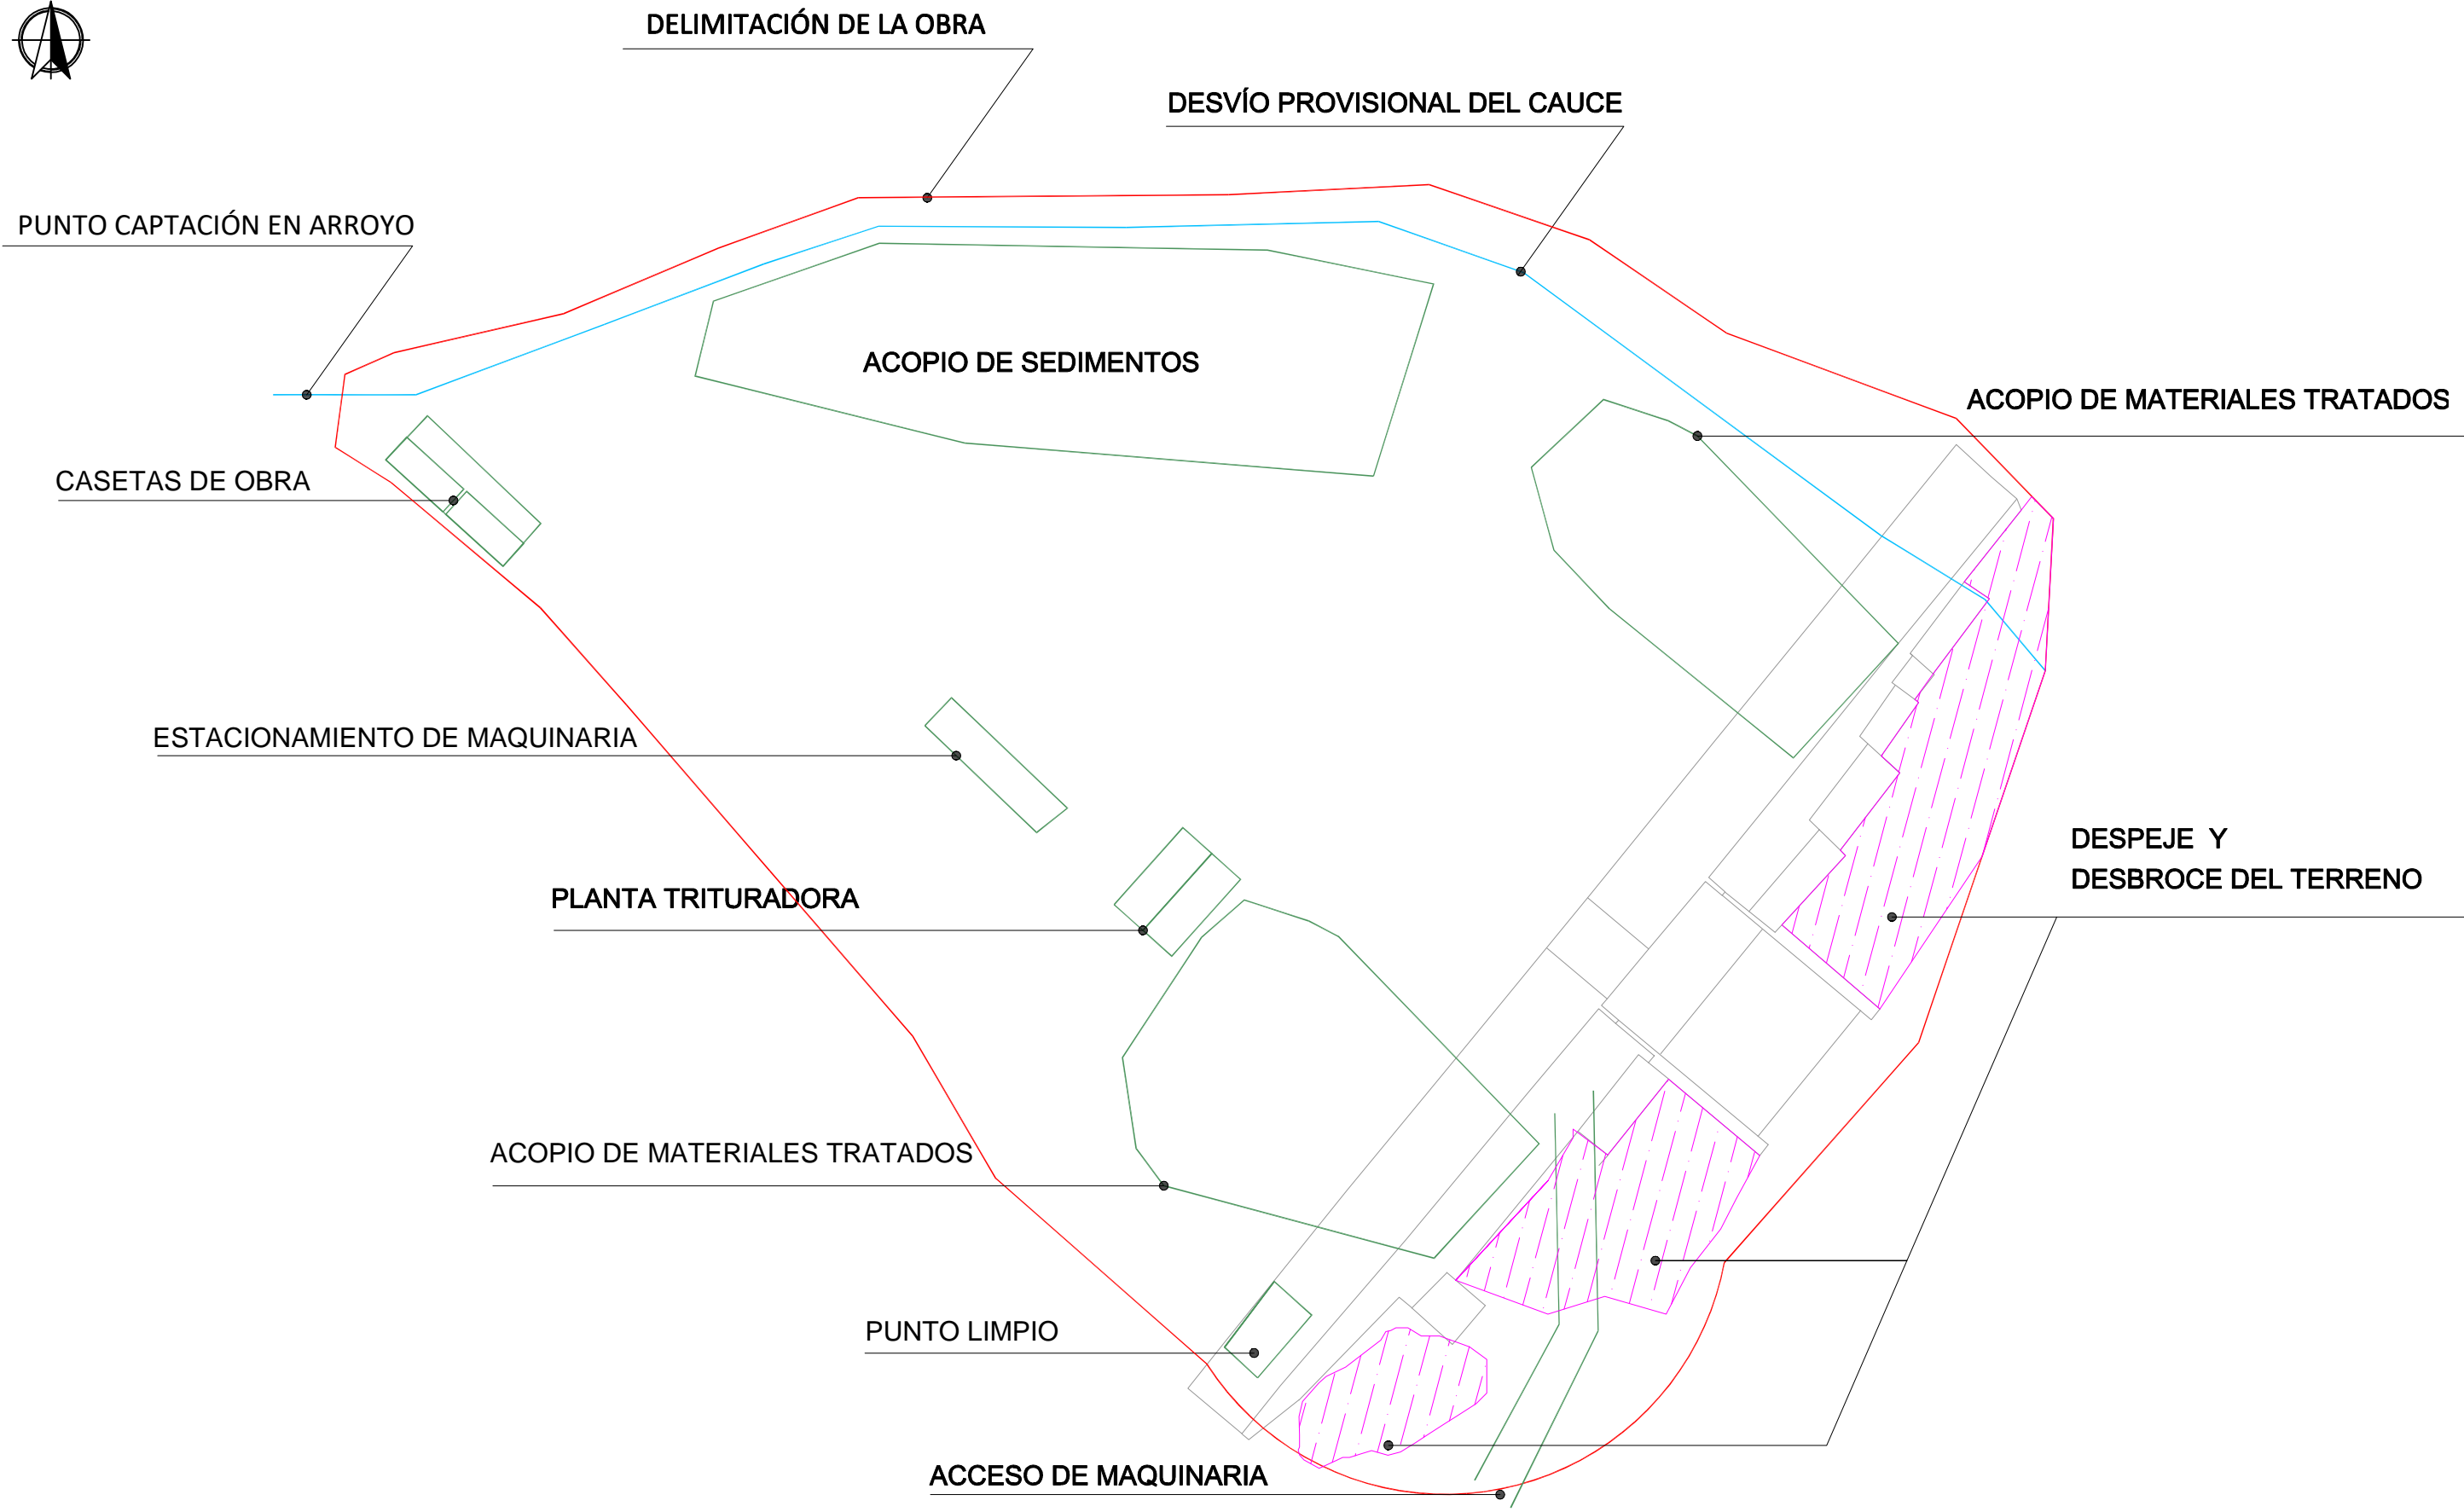 DELIMITACIÓN DE LA OBRA
DESVÍO PROVISIONAL DEL CAUCE
PUNTO CAPTACIÓN EN ARROYO
ACOPIO DE SEDIMENTOS
ACOPIO DE MATERIALES TRATADOS
CASETAS DE OBRA
ESTACIONAMIENTO DE MAQUINARIA
DESPEJE Y
DESBROCE DEL TERRENO
PLANTA TRITURADORA
ACOPIO DE MATERIALES TRATADOS
PUNTO LIMPIO
ACCESO DE MAQUINARIA